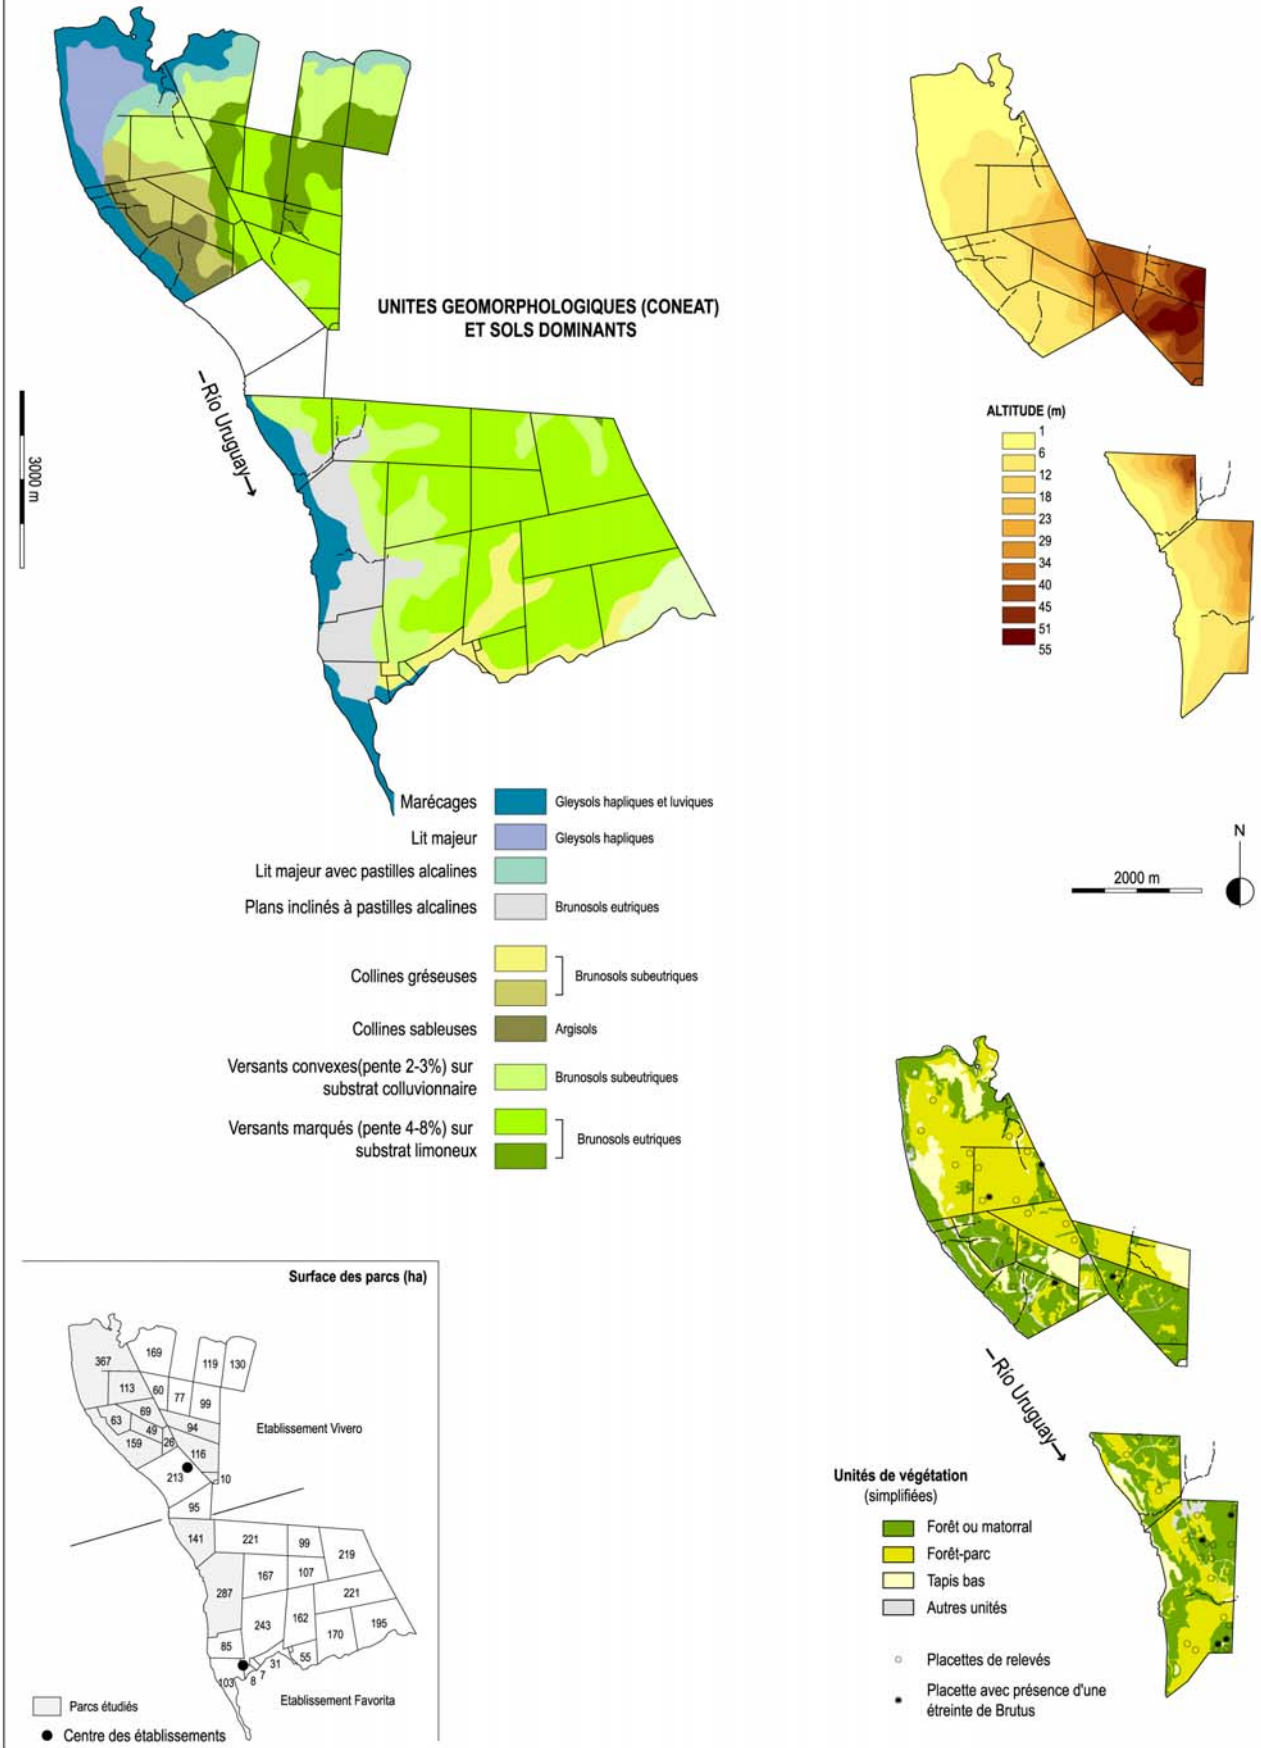 UNITES GEOMORPHOLOGIQUES (CONEAT)
ET SOLS DOMINANTS
Río Uruguay
3000 m
ALTITUDE (m)
1
6
12
18
23
29
34
40
45
51
55
Marécages
Gleysols hapliques et luviques
Lit majeur
Gleysols hapliques
Lit majeur avec pastilles alcalines
Plans inclinés à pastilles alcalines
Brunosols eutriques
Collines gréseuses
Brunosols subeutriques
Collines sableuses
Argisols
Versants convexes(pente 2-3%) sur
substrat colluvionnaire
Brunosols subeutriques
Versants marqués (pente 4-8%) sur
substrat limoneux
Brunosols eutriques
N
2000 m
Surface des parcs (ha)
367
169
119
130
113
60
77
99
69
63
49
26
94
159
116
213
10
95
Etablissement Vivero
141
221
99
219
167
107
287
221
243
162
170
195
85
55
31
7
8
103
Etablissement Favorita
Parcs étudiés
Centre des établissements
Río Uruguay
Unités de végétation
(simplifiées)
Forêt ou matorral
Forêt-parc
Tapis bas
Autres unités
Placettes de relevés
Placette avec présence d'une
étreinte de Brutus